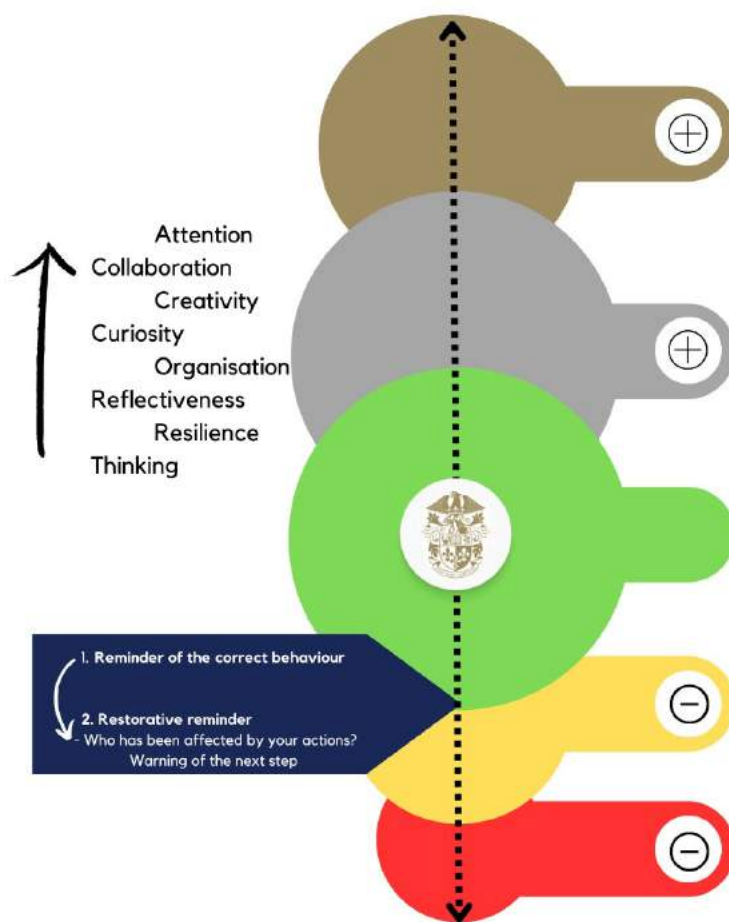 Attention
Collaboration
Creativity
Curiosity
Organisation
Reflectiveness
Resilience
Thinking
1. Reminder of the correct behaviour
2. Restorative reminder
- Who has been affected by your actions?
Warning of the next step